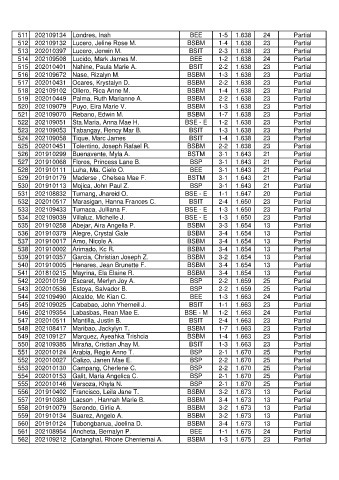 511 202109134 Londres, Inah BEE 1-5 1.638 24 Partial
512 202109132 Lucero, Jeline Rose M. BSBM 1-4 1.638 23 Partial
513 202010397 Lucero, Jerwin M. BSIT 2-3 1.638 23 Partial
514 202109508 Lucido, Mark James M. BEE 1-2 1.638 24 Partial
515 202010401 Nahine, Paula Marie A. BSIT 2-2 1.638 23 Partial
516 202109672 Nase, Rizalyn M. BSBM 1-3 1.638 23 Partial
517 202010431 Ocares, Krystalyn D. BSBM 2-2 1.638 23 Partial
518 202109102 Ollero, Rica Anne M. BSBM 1-4 1.638 23 Partial
519 202010449 Palma, Ruth Marianne A. BSBM 2-2 1.638 23 Partial
520 202109079 Puyo, Eira Marie V. BSBM 1-3 1.638 23 Partial
521 202109070 Rebano, Edwin M. BSBM 1-7 1.638 23 Partial
522 202109051 Sta.Maria, Anna Mae H. BSE - E 1-2 1.638 23 Partial
523 202109053 Tabangay, Rency Mar B. BSIT 1-3 1.638 23 Partial
524 202109058 Tique, Marc James BSIT 1-4 1.638 23 Partial
525 202010451 Tolentino, Joseph Rafael R. BSBM 2-2 1.638 23 Partial
526 201910299 Buenavente, Myla A. BSTM 3-1 1.643 21 Partial
527 201910068 Flores, Princess Lane B. BSP 3-1 1.643 21 Partial
528 201910111 Luna, Ma. Cielo O. BEE 3-1 1.643 21 Partial
529 201910179 Maderse , Chelsea Mae F. BSTM 3-1 1.643 21 Partial
530 201910113 Mojica, John Paul Z. BSP 3-1 1.643 21 Partial
531 202108832 Tumang, Jhareidi O. BSE - E 1-1 1.647 20 Partial
532 202010517 Marasigan, Hanna Frances C. BSIT 2-4 1.650 23 Partial
533 202109433 Tumaca, Julliana F. BSE - E 1-3 1.650 23 Partial
534 202109039 Villaluz, Michelle J. BSE - E 1-3 1.650 23 Partial
535 201910258 Abejar, Aira Angella P. BSBM 3-3 1.654 13 Partial
536 201910379 Alegre, Crystal Gale BSBM 3-4 1.654 13 Partial
537 201910017 Amo, Nicole A. BSBM 3-4 1.654 13 Partial
538 201910002 Animado, Kc R. BSBM 3-4 1.654 13 Partial
539 201910357 Garcia, Christian Joseph Z. BSBM 3-2 1.654 13 Partial
540 201910005 Henares, Jean Brunette F. BSBM 3-4 1.654 13 Partial
541 201810215 Mayrina, Ela Elaine R. BSBM 3-4 1.654 13 Partial
542 202010159 Escarel, Merlyn Joy A. BSP 2-2 1.659 25 Partial
543 202010536 Estoya, Salvador B. BSP 2-2 1.659 25 Partial
544 202109490 Alcalde, Mc Kian C. BEE 1-3 1.663 24 Partial
545 202109025 Cababao, John Yherneil J. BSIT 1-1 1.663 23 Partial
546 202109354 Labasbas, Rean Mae E. BSE - M 1-2 1.663 24 Partial
547 202010511 Mantilla, Justin B. BSIT 2-4 1.663 23 Partial
548 202108417 Maribao, Jackylyn T. BSBM 1-7 1.663 23 Partial
549 202109127 Marquez, Ayeahka Trishcia BSBM 1-4 1.663 23 Partial
550 202109385 Miraña, Cristian Jhay M. BSIT 1-3 1.663 23 Partial
551 202010124 Arabia, Regie Anne T. BSP 2-1 1.670 25 Partial
552 202010027 Calizo, Janen Mae E. BSP 2-2 1.670 25 Partial
553 202010130 Campang, Cherlene C. BSP 2-2 1.670 25 Partial
554 202010153 Galit, Maria Angelica C. BSP 2-1 1.670 25 Partial
555 202010146 Versoza, Khyla N. BSP 2-1 1.670 25 Partial
556 201910402 Francisco, Leila Jane T. BSBM 3-2 1.673 13 Partial
557 201910380 Lacson , Hannah Marie B. BSBM 3-4 1.673 13 Partial
558 201910079 Serondo, Girlie A. BSBM 3-2 1.673 13 Partial
559 201910134 Suarez, Angelo A. BSBM 3-2 1.673 13 Partial
560 201910124 Tubongbanua, Joelina D. BSBM 3-4 1.673 13 Partial
561 202108954 Ancheta, Bernalyn P. BEE 1-1 1.675 24 Partial
562 202109212 Catanghal, Rhone Chenriemai A. BSBM 1-3 1.675 23 Partial